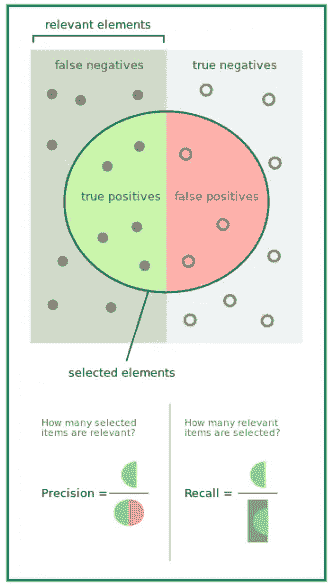 relevant elements
false negatives
true negatives
true positives
false positives
selected elements
How many selected
items are relevant?
How many relevant
items are selected?
Precision =
Recall =